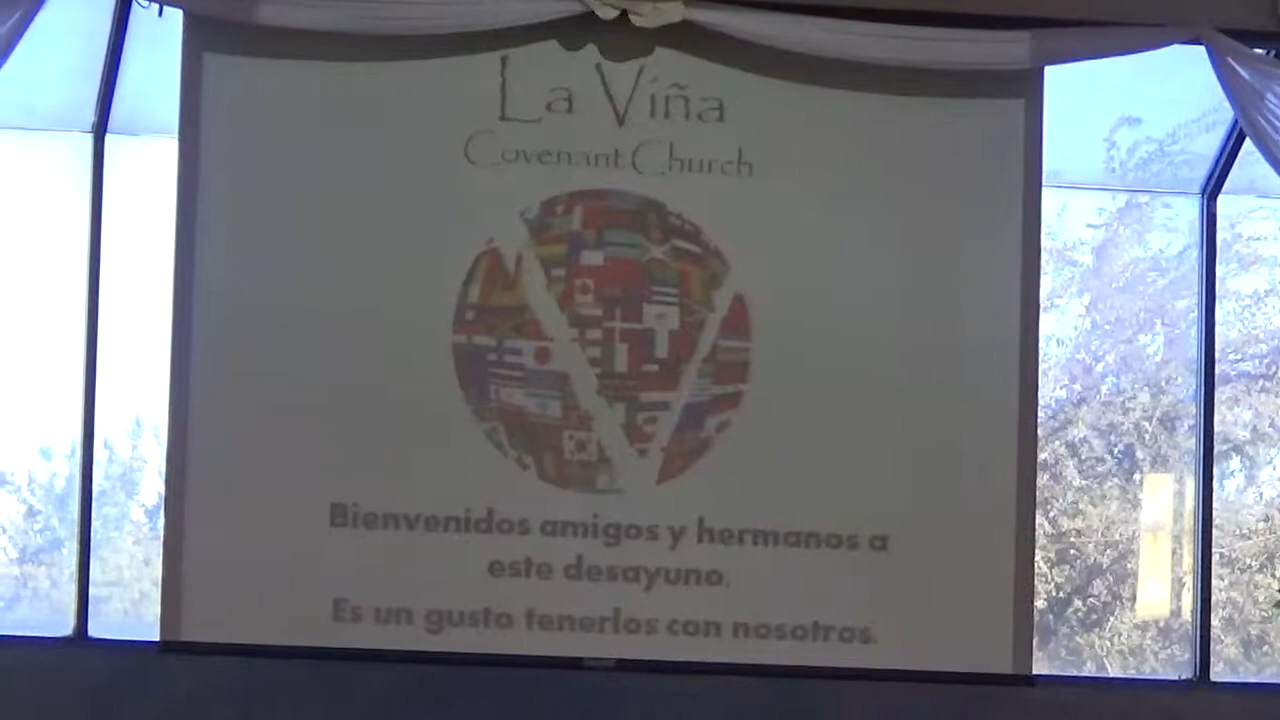 La Viña
Covenant Church
Bienvenidos amigos y hermanos a
este desayuno.
Es un gusto tenerlos con nosotros.